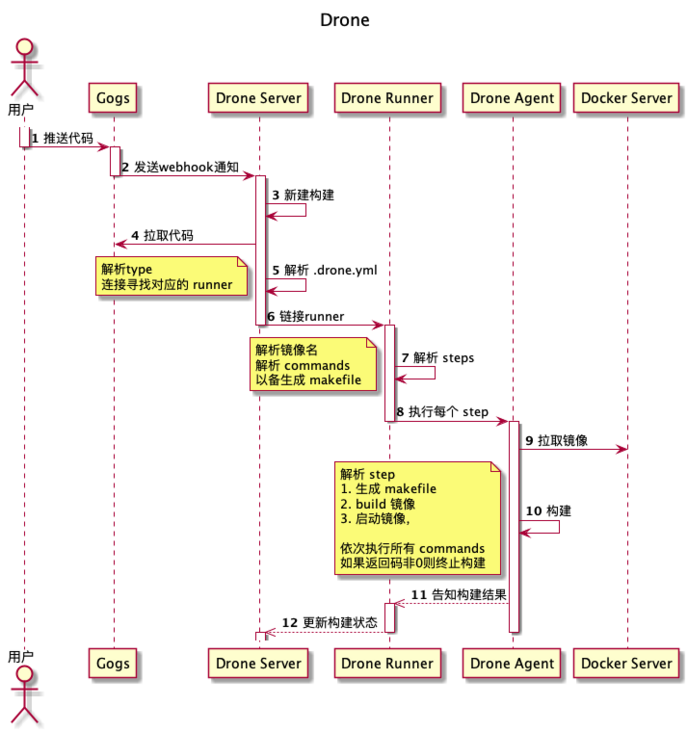 Drone
用户
Gogs
Drone Server
Drone Runner
Drone Agent
Docker Server
1 推送代码
2 发送webhook通知
3 新建构建
4 拉取代码
解析type
连接寻找对应的 runner
5 解析 .drone.yml
6 链接runner
解析镜像名
解析 commands
以备生成 makefile
7 解析 steps
8 执行每个 step
9 拉取镜像
解析 step
1. 生成 makefile
2. build 镜像
3. 启动镜像,
依次执行所有 commands
如果返回码非0则终止构建
10 构建
11 告知构建结果
12 更新构建状态
用户
Gogs
Drone Server
Drone Runner
Drone Agent
Docker Server